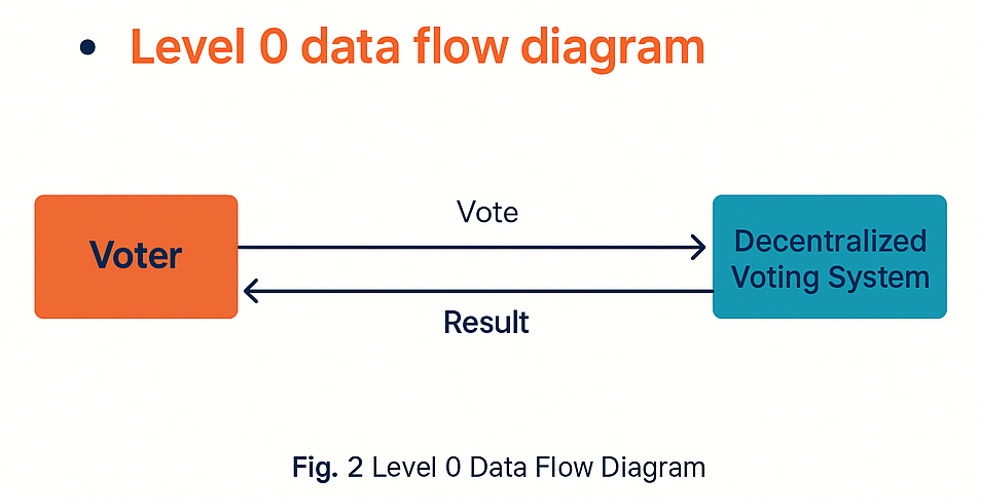 • Level 0 data flow diagram
Vote
Voter
Decentralized
Voting System
Result
Fig. 2 Level 0 Data Flow Diagram